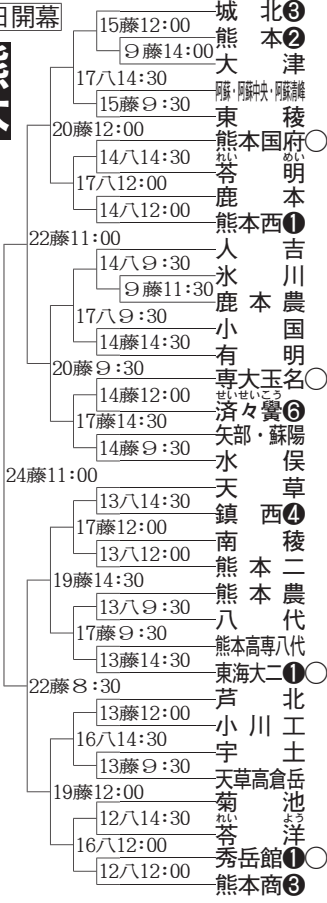 日開幕
城北❸
15藤12:00
熊本❷
9藤14:00
大津
17八14:30
阿蘇・阿蘇中央・阿蘇清峰
15藤9:30
東稜
20藤12:00
熊本国府○
14八14:30
れい めい
苓明
17八12:00
鹿本
14八12:00
熊本西❶
22藤11:00
人吉
14八9:30
氷川
9藤11:30
鹿本農
17八9:30
小国
14藤14:30
有明
20藤9:30
専大玉名○
14藤12:00
せいせいこう
済々黌❻
17藤14:30
矢部・蘇陽
14藤9:30
水俣
24藤11:00
天草
13八14:30
鎮西❹
17藤12:00
南稜
13八12:00
熊本二
19藤14:30
熊本農
13八9:30
八代
17藤9:30
熊本高専八代
13藤14:30
東海大二❶○
22藤8:30
芦北
13藤12:00
小川工
16八14:30
宇土
13藤9:30
天草高倉岳
19藤12:00
菊池
12八14:30
れい よう
苓洋
16八12:00
秀岳館❶○
12八12:00
熊本商❸